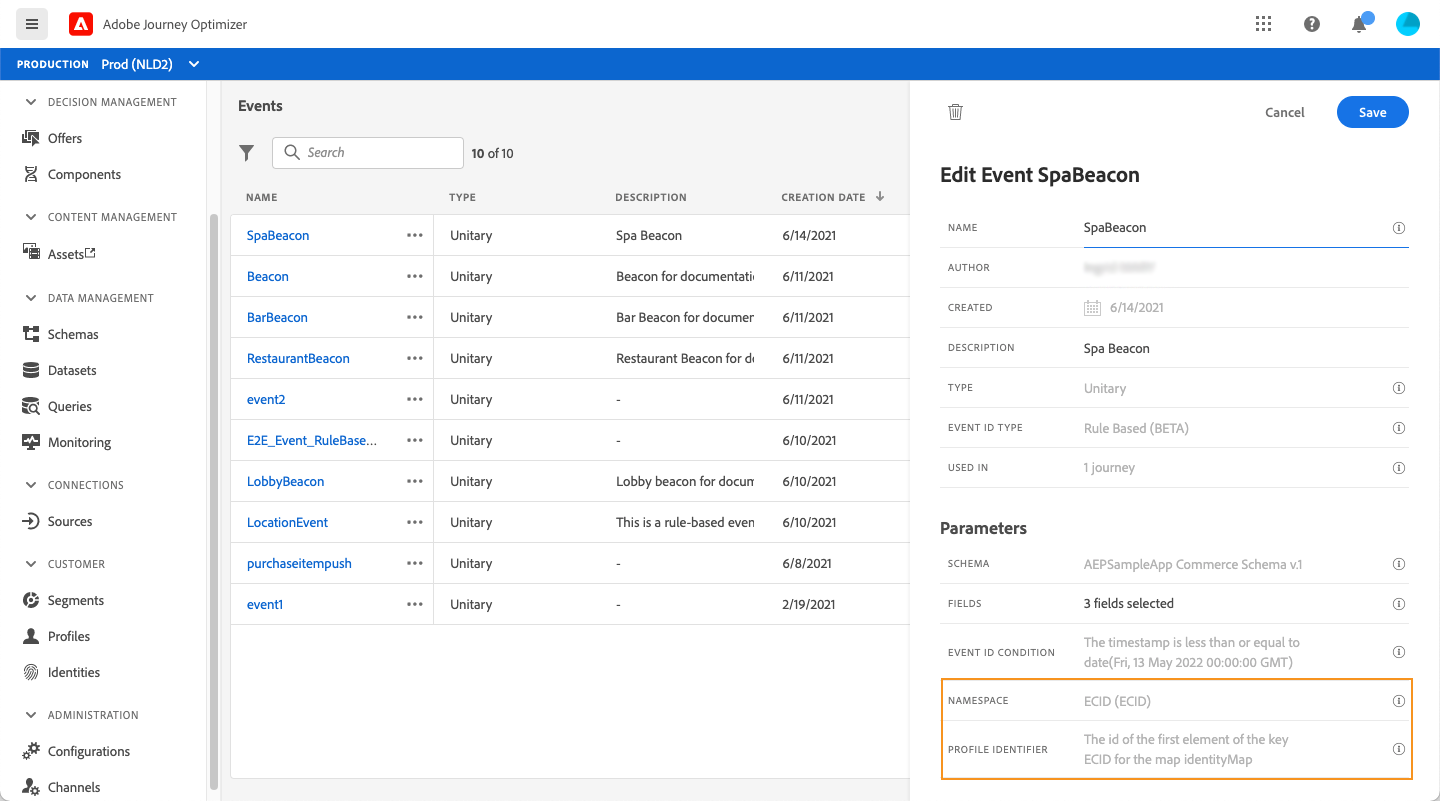 Adobe Journey Optimizer
PRODUCTION Prod (NLD2)
DECISION MANAGEMENT
Offers
Components
CONTENT MANAGEMENT
Assets
DATA MANAGEMENT
Schemas
Datasets
Queries
Monitoring
CONNECTIONS
Sources
CUSTOMER
Segments
Profiles
Identities
ADMINISTRATION
Configurations
Channels
Events
Search 10 of 10
NAME TYPE DESCRIPTION CREATION DATE
SpaBeacon Unitary Spa Beacon 6/14/2021
Beacon Unitary Beacon for documentati 6/11/2021
BarBeacon Unitary Bar Beacon for documen 6/11/2021
RestaurantBeacon Unitary Restaurant Beacon for do 6/11/2021
event2 Unitary - 6/11/2021
E2E_Event_RuleBase... Unitary - 6/10/2021
LobbyBeacon Unitary Lobby beacon for docum 6/10/2021
LocationEvent Unitary This is a rule-based even 6/10/2021
purchaseitempush Unitary - 6/8/2021
event1 Unitary - 2/19/2021
Cancel Save
Edit Event SpaBeacon
NAME SpaBeacon
AUTHOR
CREATED 6/14/2021
DESCRIPTION Spa Beacon
TYPE Unitary
EVENT ID TYPE Rule Based (BETA)
USED IN 1 journey
Parameters
SCHEMA AEPSampleApp Commerce Schema v.1
FIELDS 3 fields selected
EVENT ID CONDITION The timestamp is less than or equal to
date(Fri, 13 May 2022 00:00:00 GMT)
NAMESPACE ECID (ECID)
PROFILE IDENTIFIER The id of the first element of the key
ECID for the map identityMap